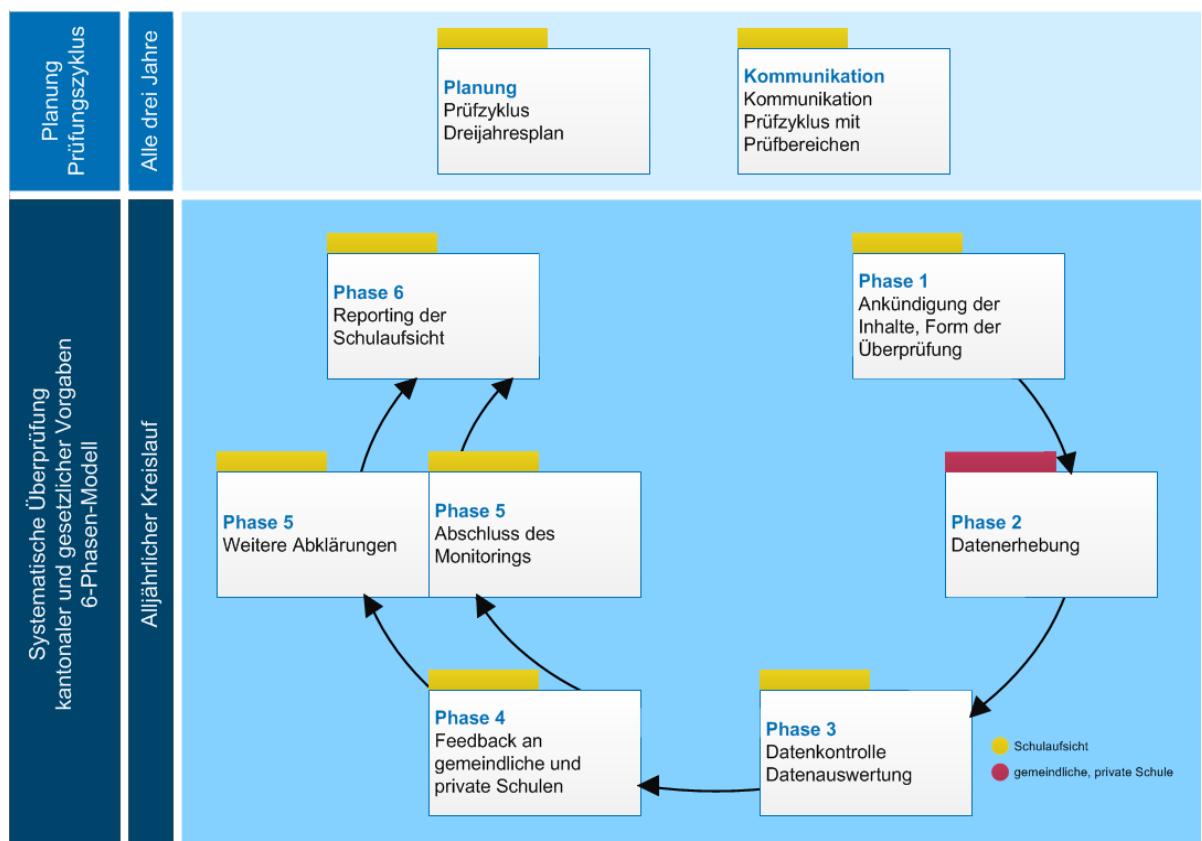 Planung
Prüfungszyklus
Alle drei Jahre
Planung
Prüfzyklus
Dreijahresplan
Kommunikation
Kommunikation
Prüfzyklus mit
Prüfbereichen
Systematische Überprüfung
kantonaler und gesetzlicher Vorgaben
6-Phasen-Modell
Alljährlicher Kreislauf
Phase 6
Reporting der
Schulaufsicht
Phase 1
Ankündigung der
Inhalte, Form der
Überprüfung
Phase 5
Weitere Abklärungen
Phase 5
Abschluss des
Monitorings
Phase 2
Datenerhebung
Phase 4
Feedback an
gemeindliche und
private Schulen
Phase 3
Datenkontrolle
Datenauswertung
Schulaufsicht
gemeindliche, private Schule